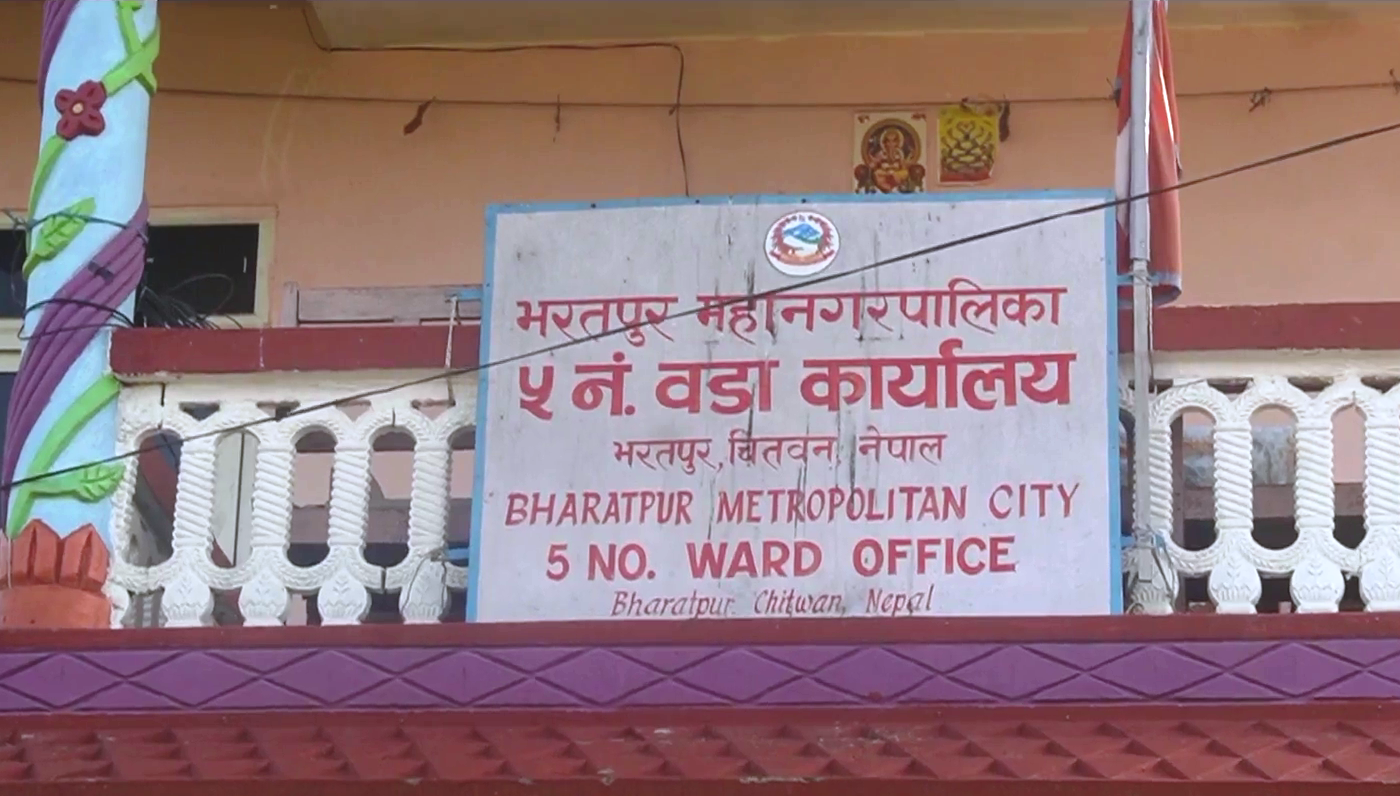 भरतपुर महानगरपालिका
५ नं. वडा कार्यालय
भरतपुर, चितवन, नेपाल
BHARATPUR METROPOLITAN CITY
5 NO. WARD OFFICE
Bharatpur, Chitwan, Nepal